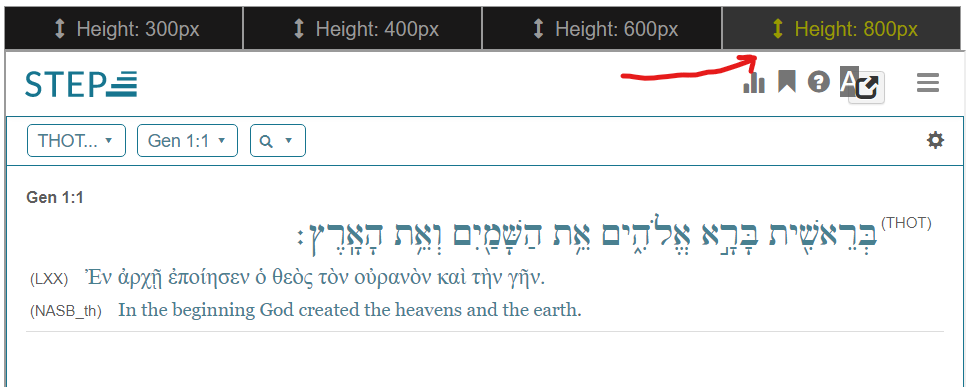 Height: 300px Height: 400px Height: 600px Height: 800px
STEP A
THOT... Gen 1:1
Gen 1:1
בְּרֵאשִׁ֖ית בָּרָ֣א אֱלֹהִ֑ים אֵ֥ת הַשָּׁמַ֖יִם וְאֵ֥ת הָאָֽרֶץ׃ (THOT)
(LXX) Ἐν ἀρχῇ ἐποίησεν ὁ θεὸς τὸν οὐρανὸν καὶ τὴν γῆν.
(NASB_th) In the beginning God created the heavens and the earth.